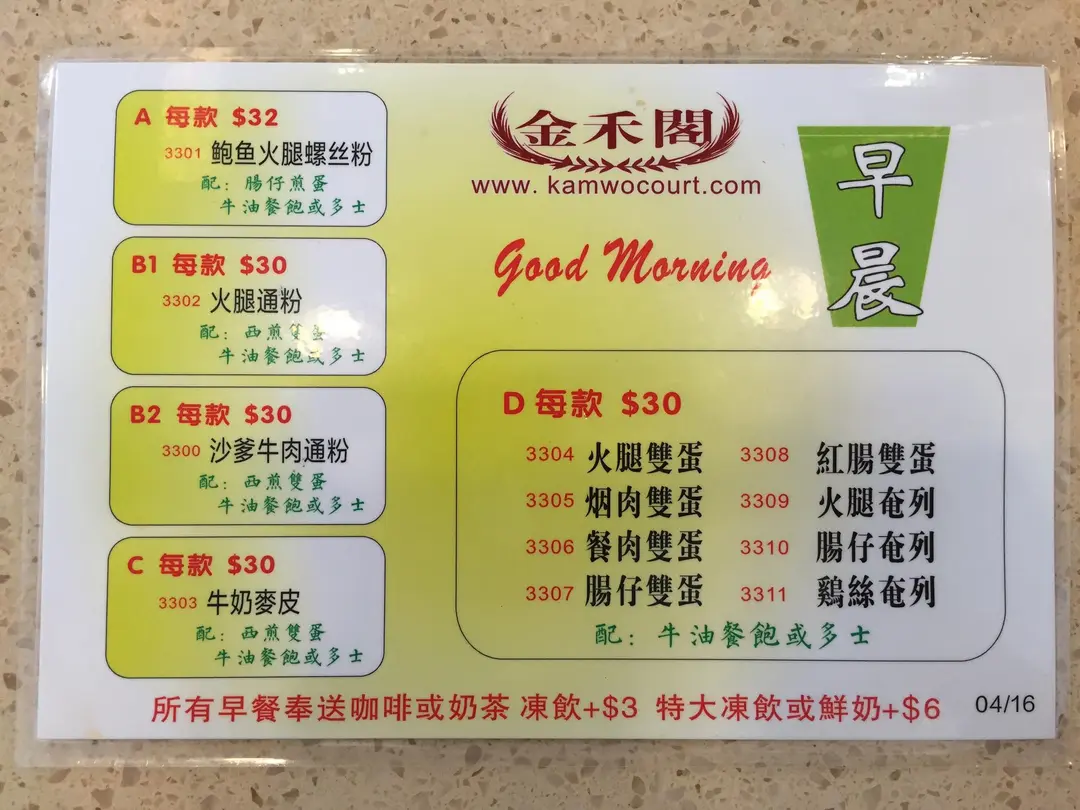 金禾閣
www. kamwocourt.com
Good Morning
早晨
A 每款 $32
3301 鲍鱼火腿螺丝粉
配: 腸仔煎蛋
牛油餐飽或多士
B1 每款 $30
3302 火腿通粉
配: 西煎雙蛋
牛油餐飽或多士
B2 每款 $30
3300 沙爹牛肉通粉
配: 西煎雙蛋
牛油餐飽或多士
C 每款 $30
3303 牛奶麥皮
配: 西煎雙蛋
牛油餐飽或多士
D 每款 $30
3304 火腿雙蛋 3308 紅腸雙蛋
3305 烟肉雙蛋 3309 火腿奄列
3306 餐肉雙蛋 3310 腸仔奄列
3307 腸仔雙蛋 3311 鷄絲奄列
配: 牛油餐飽或多士
所有早餐奉送咖啡或奶茶 凍飲+$3 特大凍飲或鮮奶+$6 04/16